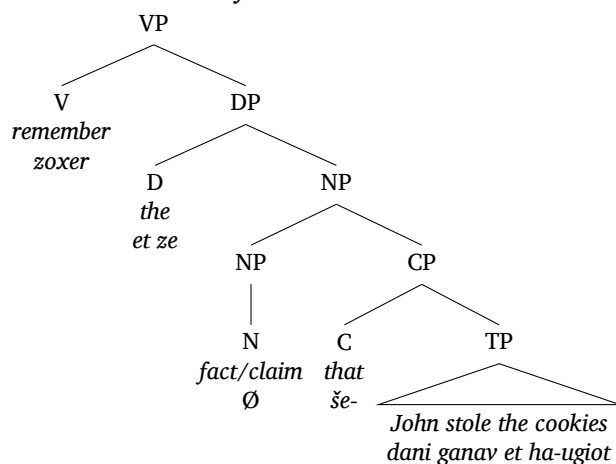 VP
V DP
remember
zoxer
D NP
the
et ze
NP CP
N C TP
fact/claim that
Ø še-
John stole the cookies
dani ganav et ha-ugiot